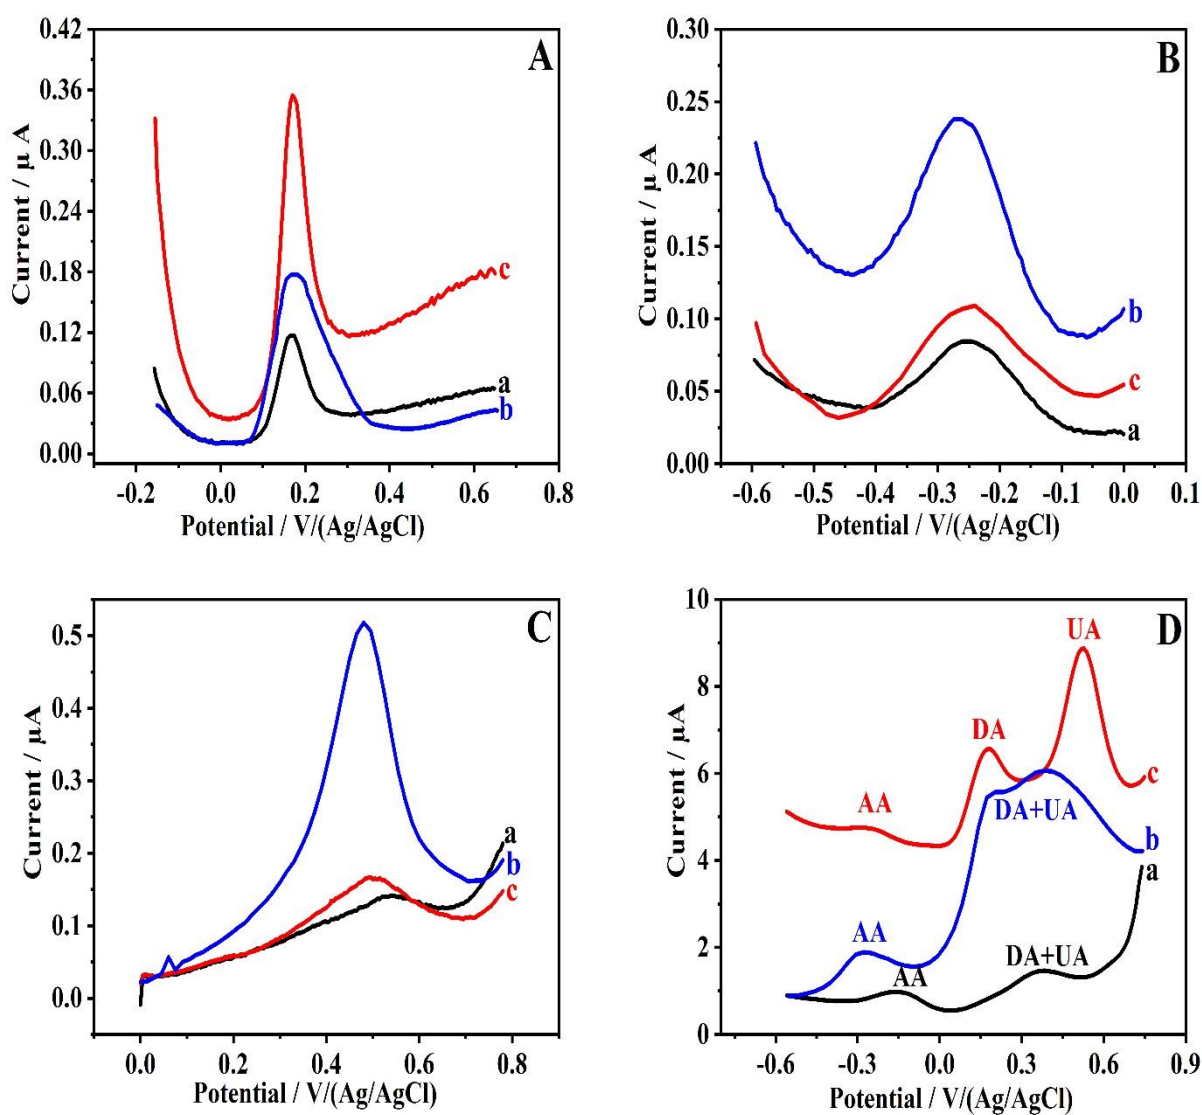 A
Current / µ A
0.42
0.36
0.30
0.24
0.18
0.12
0.06
0.00
c
a
b
-0.2 0.0 0.2 0.4 0.6 0.8
Potential / V/(Ag/AgCl)
B
Current / µ A
0.30
0.25
0.20
0.15
0.10
0.05
0.00
b
c
a
-0.6 -0.5 -0.4 -0.3 -0.2 -0.1 0.0 0.1
Potential / V/(Ag/AgCl)
C
Current / µA
0.5
0.4
0.3
0.2
0.1
0.0
a
b
c
0.0 0.2 0.4 0.6 0.8
Potential / V/(Ag/AgCl)
D
Current / µA
10
8
6
4
2
0
UA
DA
AA
c
DA+UA
b
a
AA
DA+UA
AA
-0.6 -0.3 0.0 0.3 0.6 0.9
Potential / V/(Ag/AgCl)